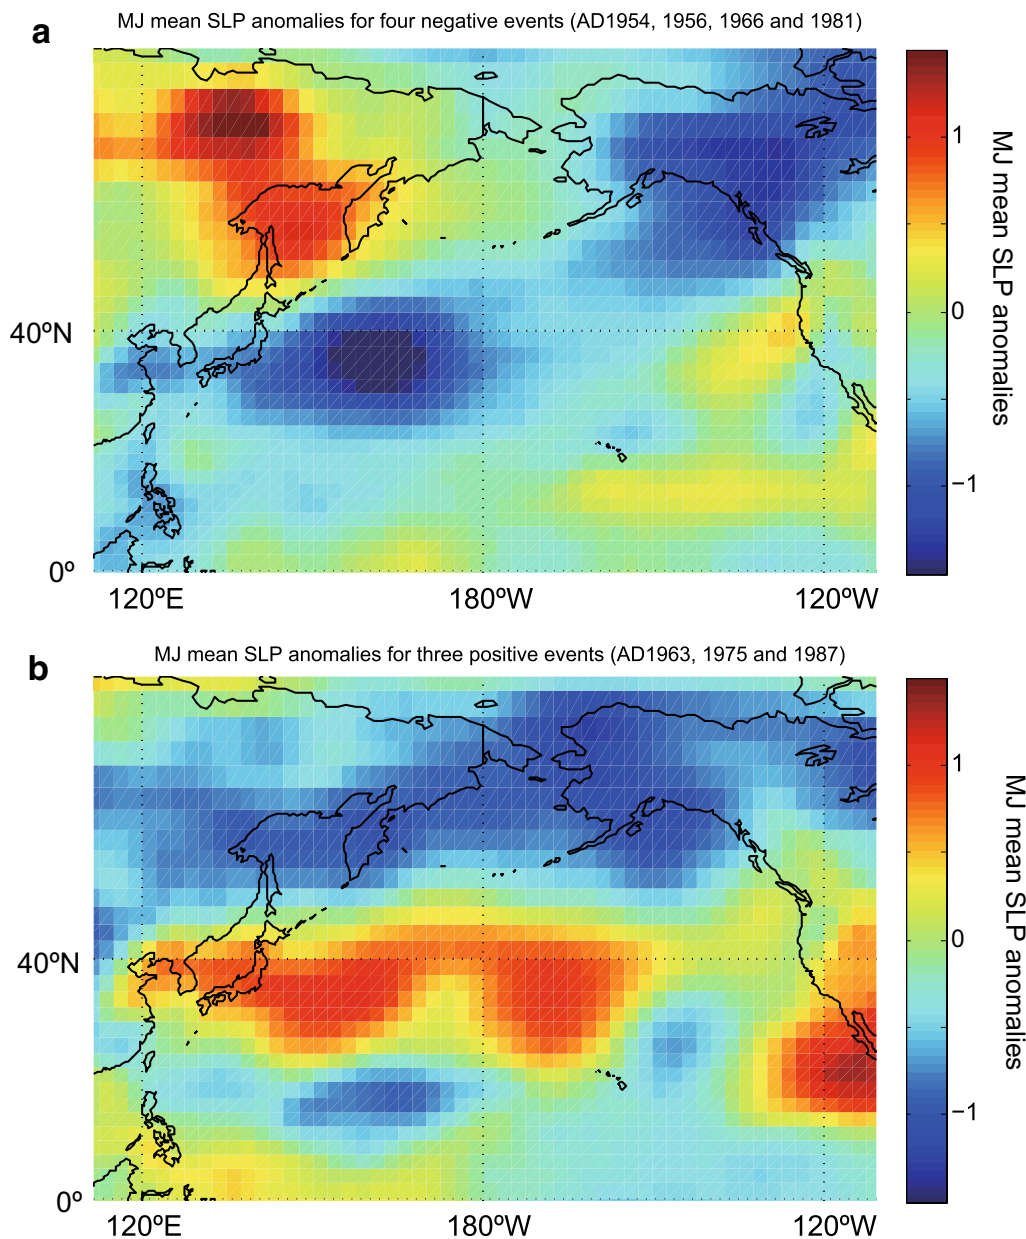 a
MJ mean SLP anomalies for four negative events (AD1954, 1956, 1966 and 1981)
1
0
−1
MJ mean SLP anomalies
40ºN
0º
120ºE
180ºW
120ºW
b
MJ mean SLP anomalies for three positive events (AD1963, 1975 and 1987)
1
0
−1
MJ mean SLP anomalies
40ºN
0º
120ºE
180ºW
120ºW